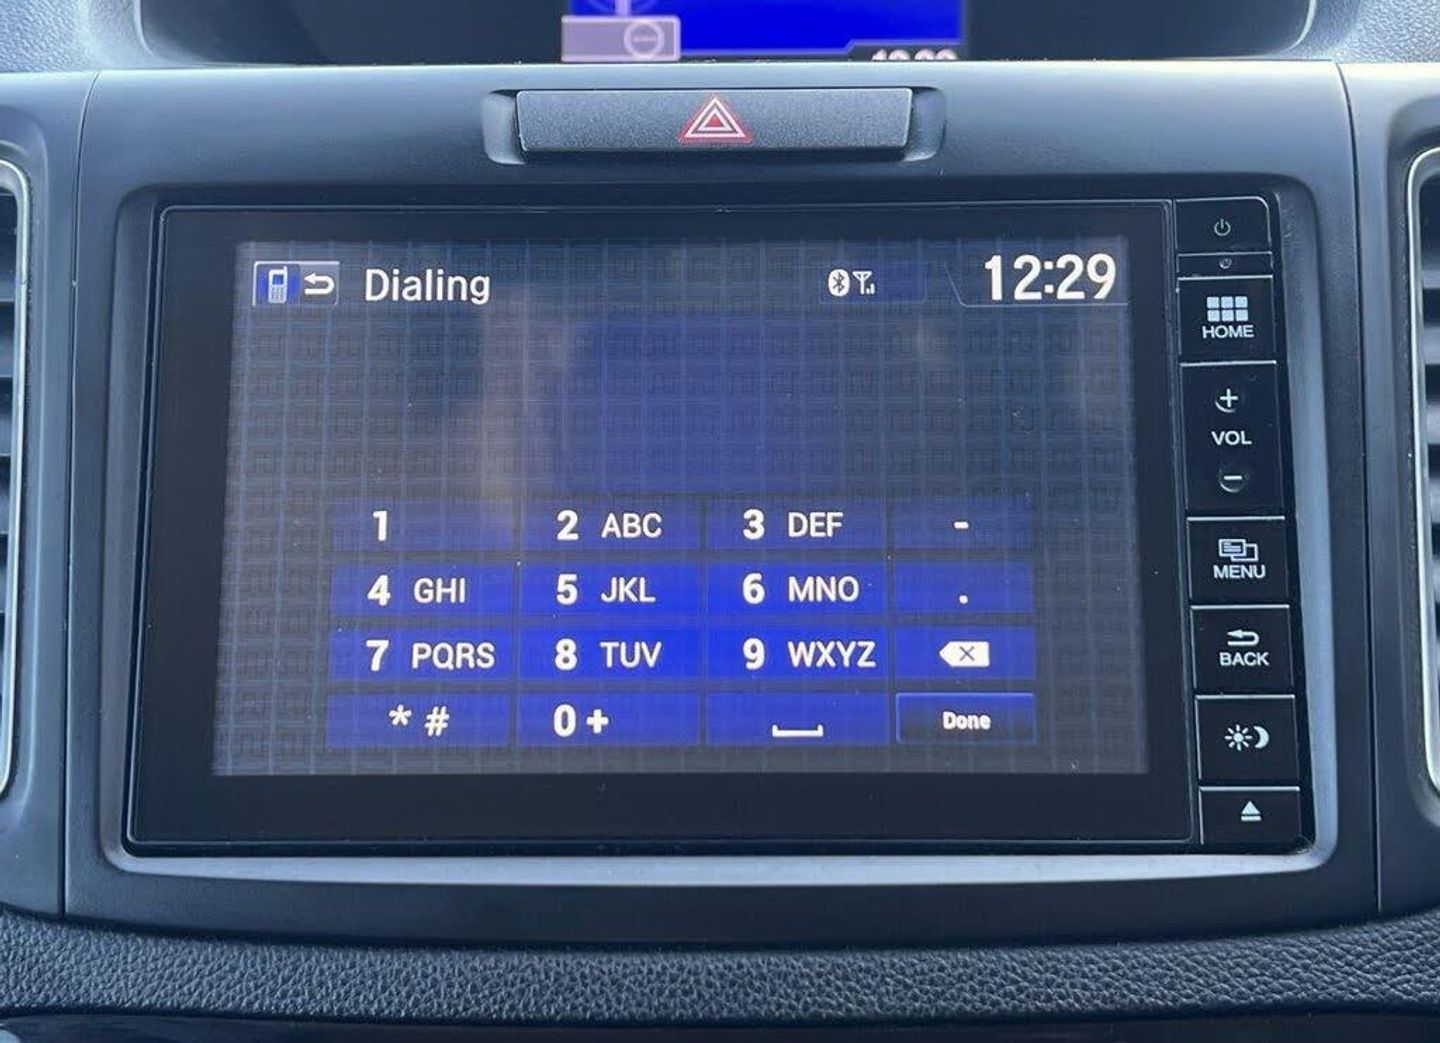 Dialing 12:29
HOME
+
VOL
-
1 2 ABC 3 DEF -
4 GHI 5 JKL 6 MNO .
MENU
7 PQRS 8 TUV 9 WXYZ
BACK
* # 0 + Done